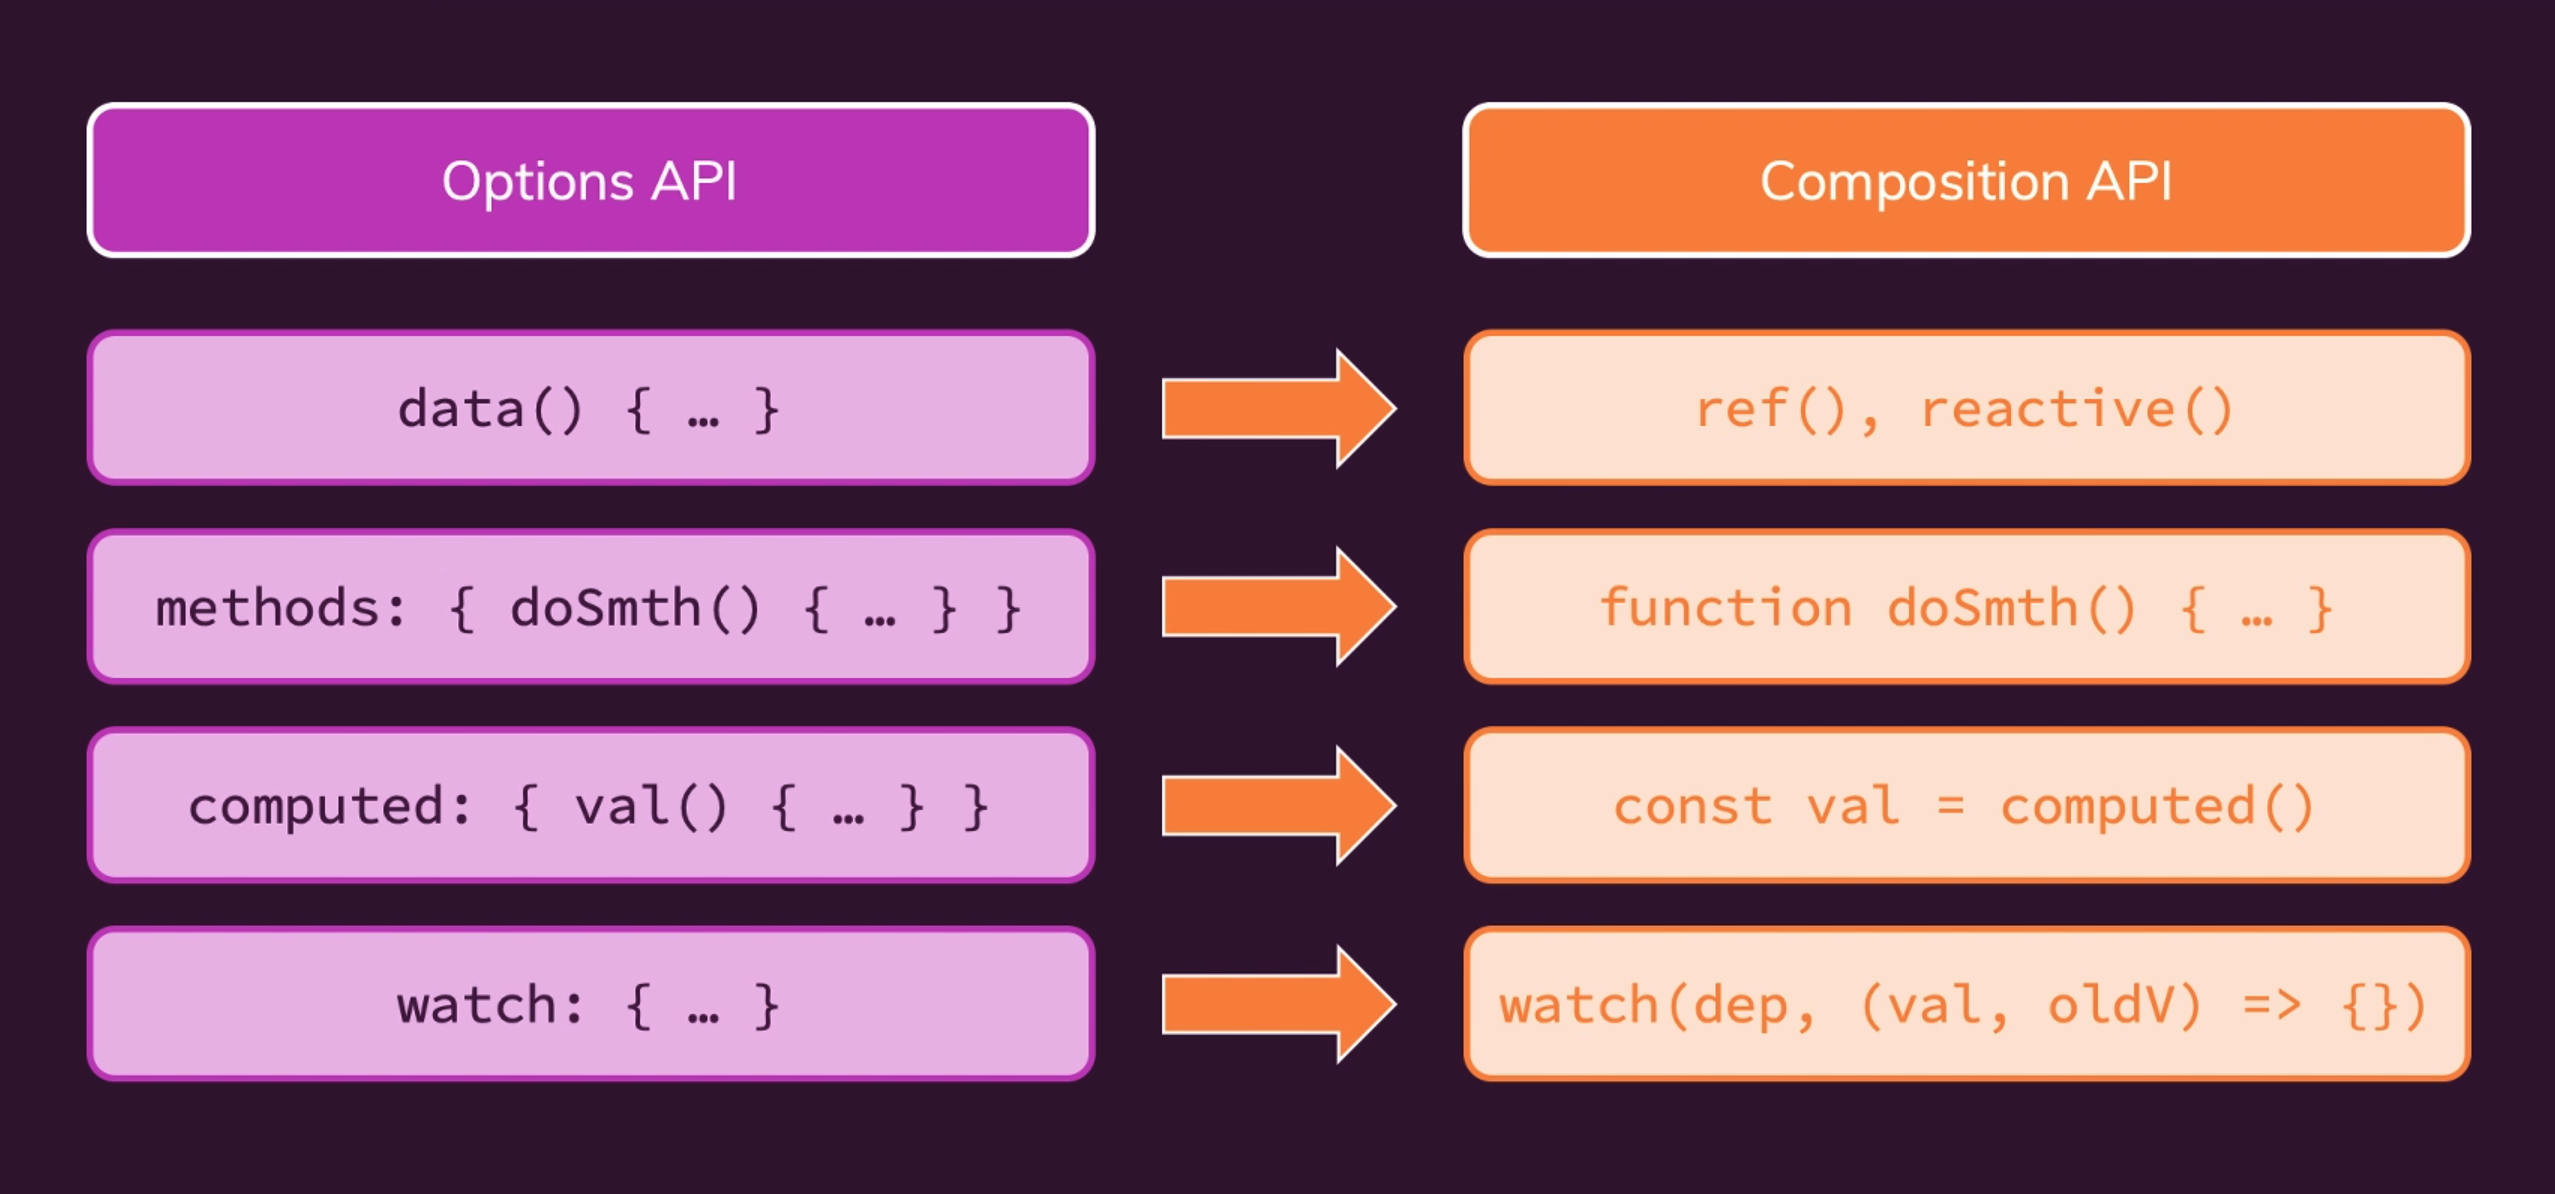 Options API
Composition API
data() { … }
ref(), reactive()
methods: { doSmth() { … } }
function doSmth() { … }
computed: { val() { … } }
const val = computed()
watch: { … }
watch(dep, (val, oldV) => {})